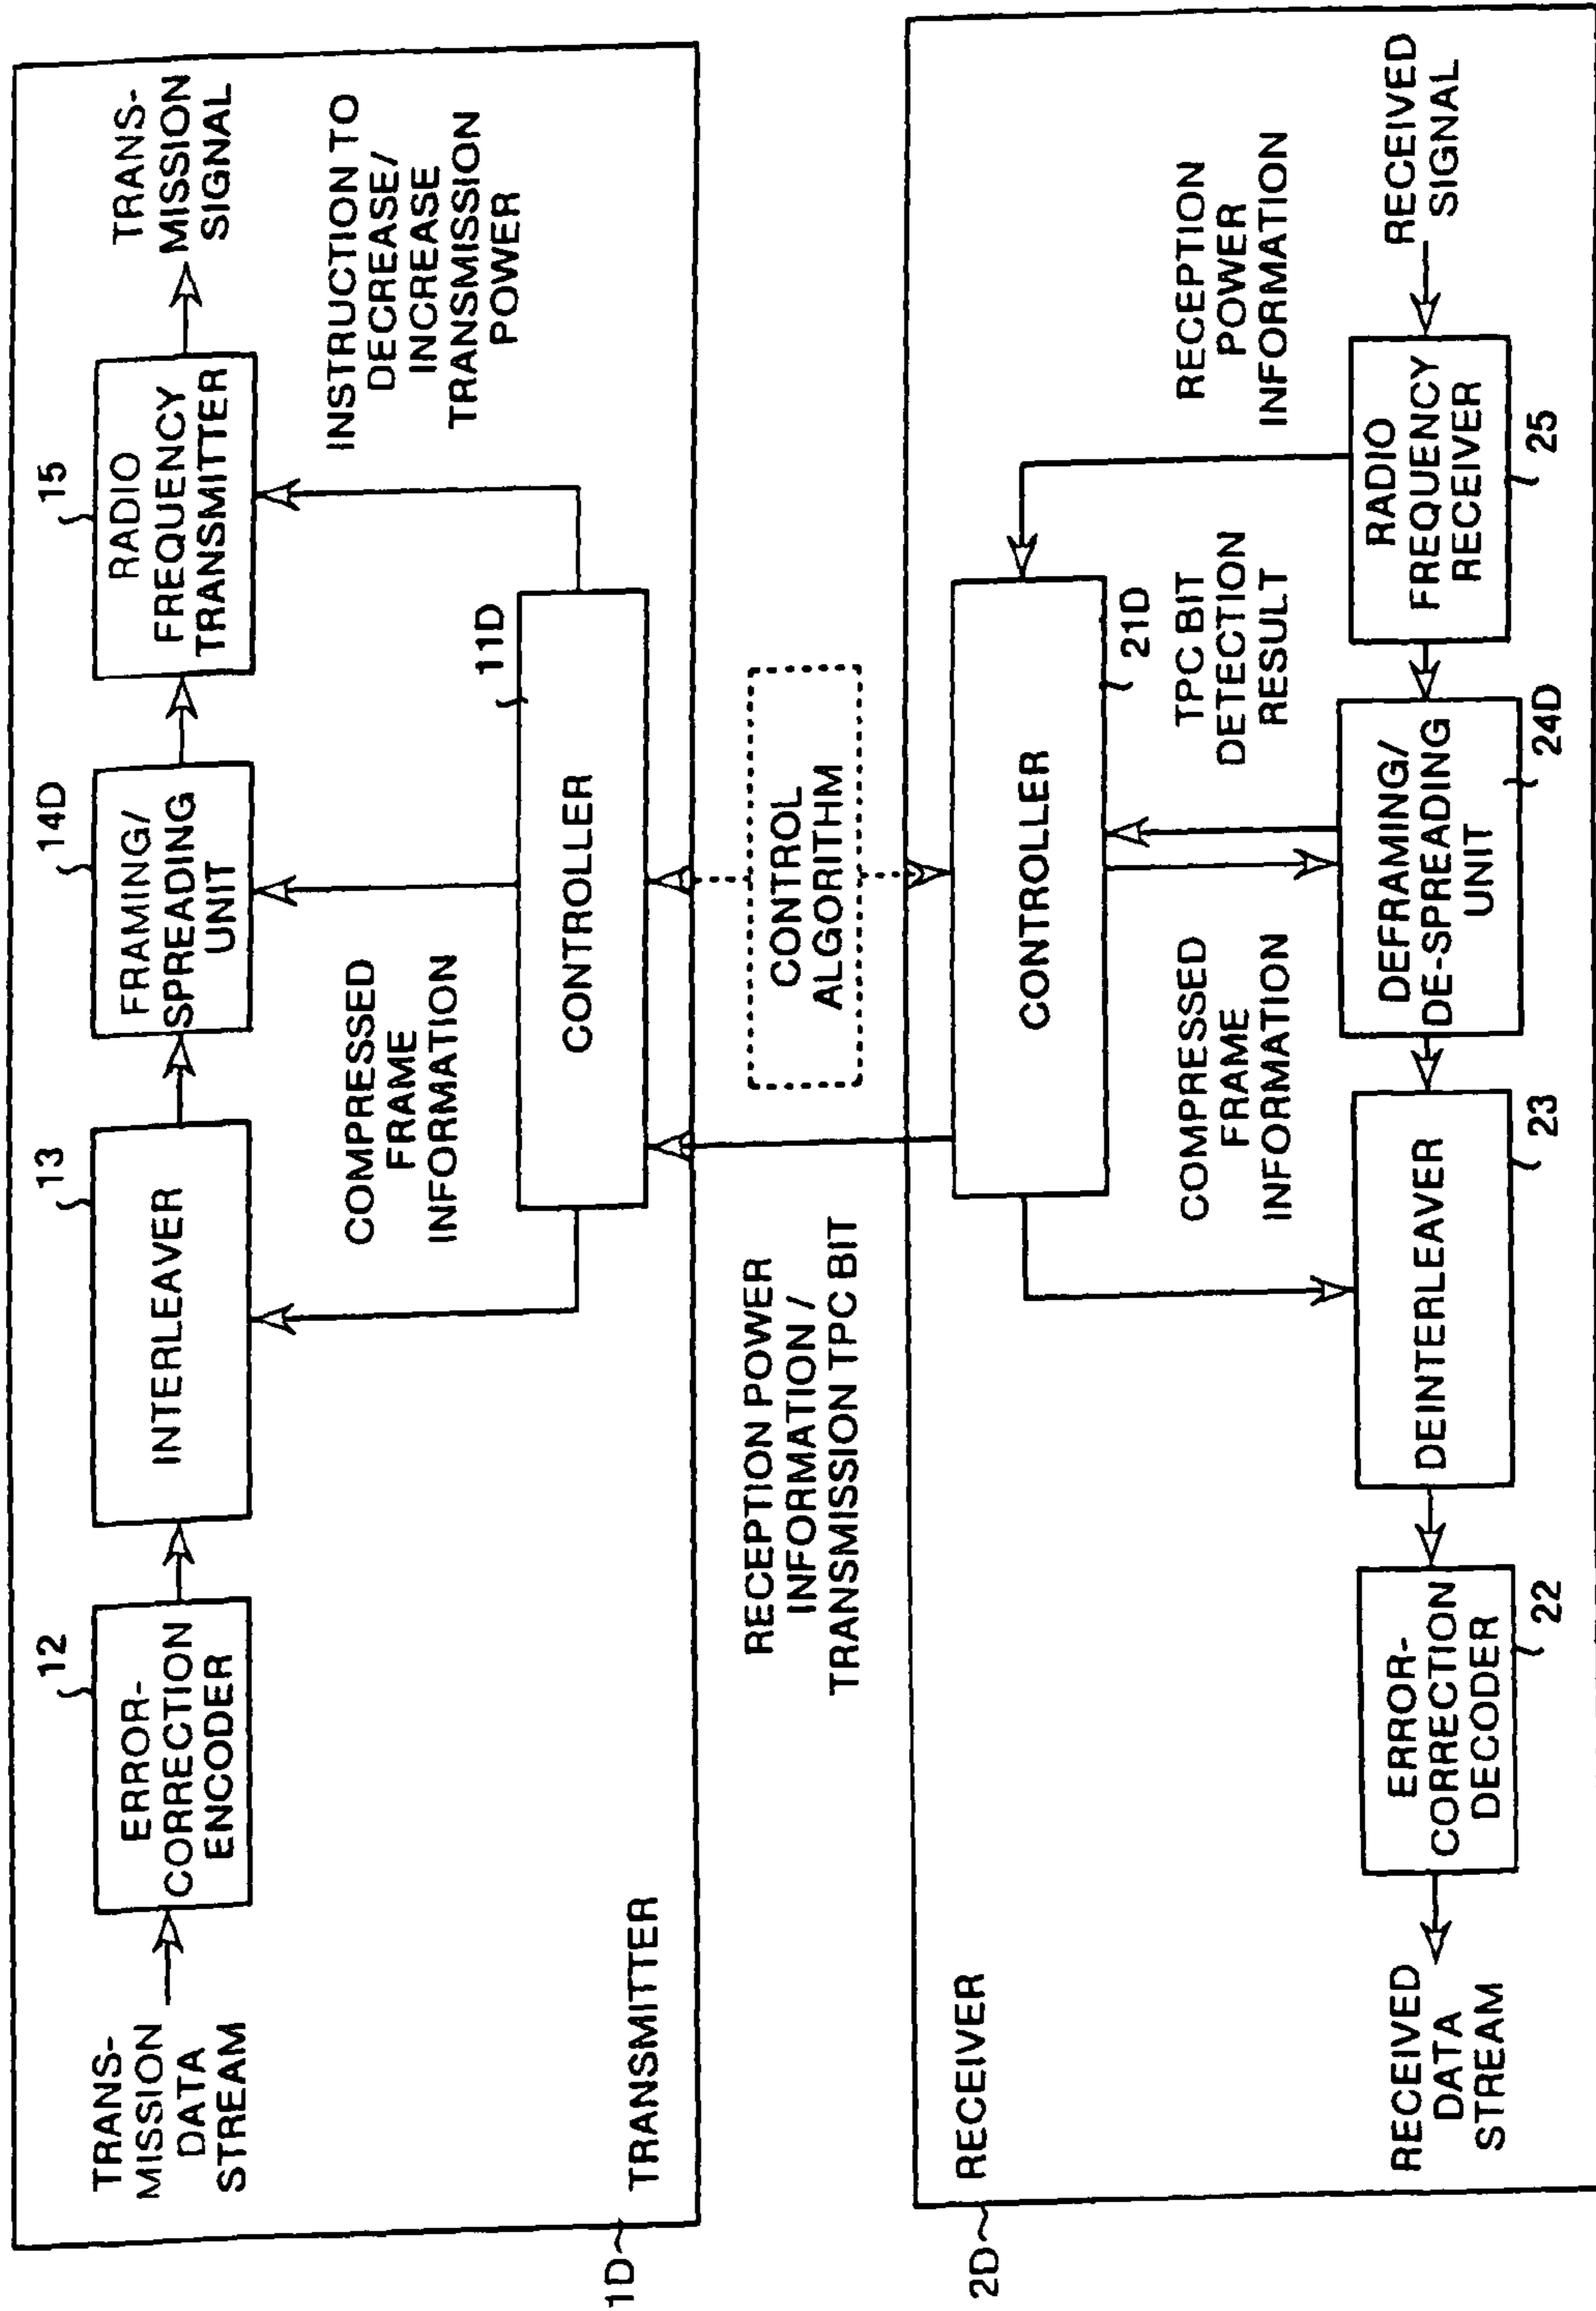 TRANS-
MISSION
DATA
STREAM
12
ERROR-
CORRECTION
ENCODER
13
INTERLEAVER
14D
FRAMING/
SPREADING
UNIT
15
RADIO
FREQUENCY
TRANSMITTER
TRANS-
MISSION
SIGNAL
COMPRESSED
FRAME
INFORMATION
INSTRUCTION TO
DECREASE/
INCREASE
TRANSMISSION
POWER
11D
CONTROLLER
TRANSMITTER
1D
RECEPTION POWER
INFORMATION /
TRANSMISSION TPC BIT
CONTROL
ALGORITHM
2D
RECEIVER
CONTROLLER
21D
COMPRESSED
FRAME
INFORMATION
TPC BIT
DETECTION
RESULT
RECEPTION
POWER
INFORMATION
RECEIVED
DATA
STREAM
ERROR-
CORRECTION
DECODER
22
DEINTERLEAVER
23
DEFRAMING/
DE-SPREADING
UNIT
24D
RADIO
FREQUENCY
RECEIVER
25
RECEIVED
SIGNAL